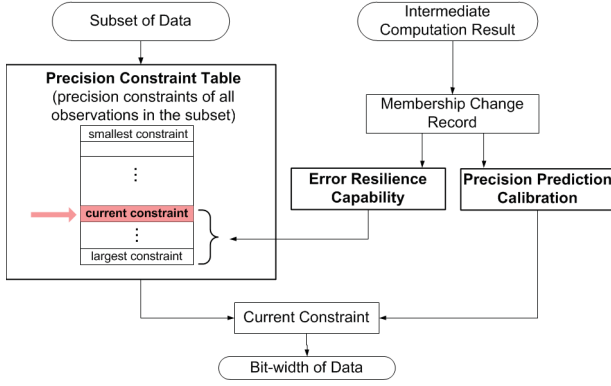 Subset of Data
Intermediate
Computation Result
Precision Constraint Table
(precision constraints of all
observations in the subset)
smallest constraint
⋮
current constraint
⋮
largest constraint
Membership Change
Record
Error Resilience
Capability
Precision Prediction
Calibration
Current Constraint
Bit-width of Data